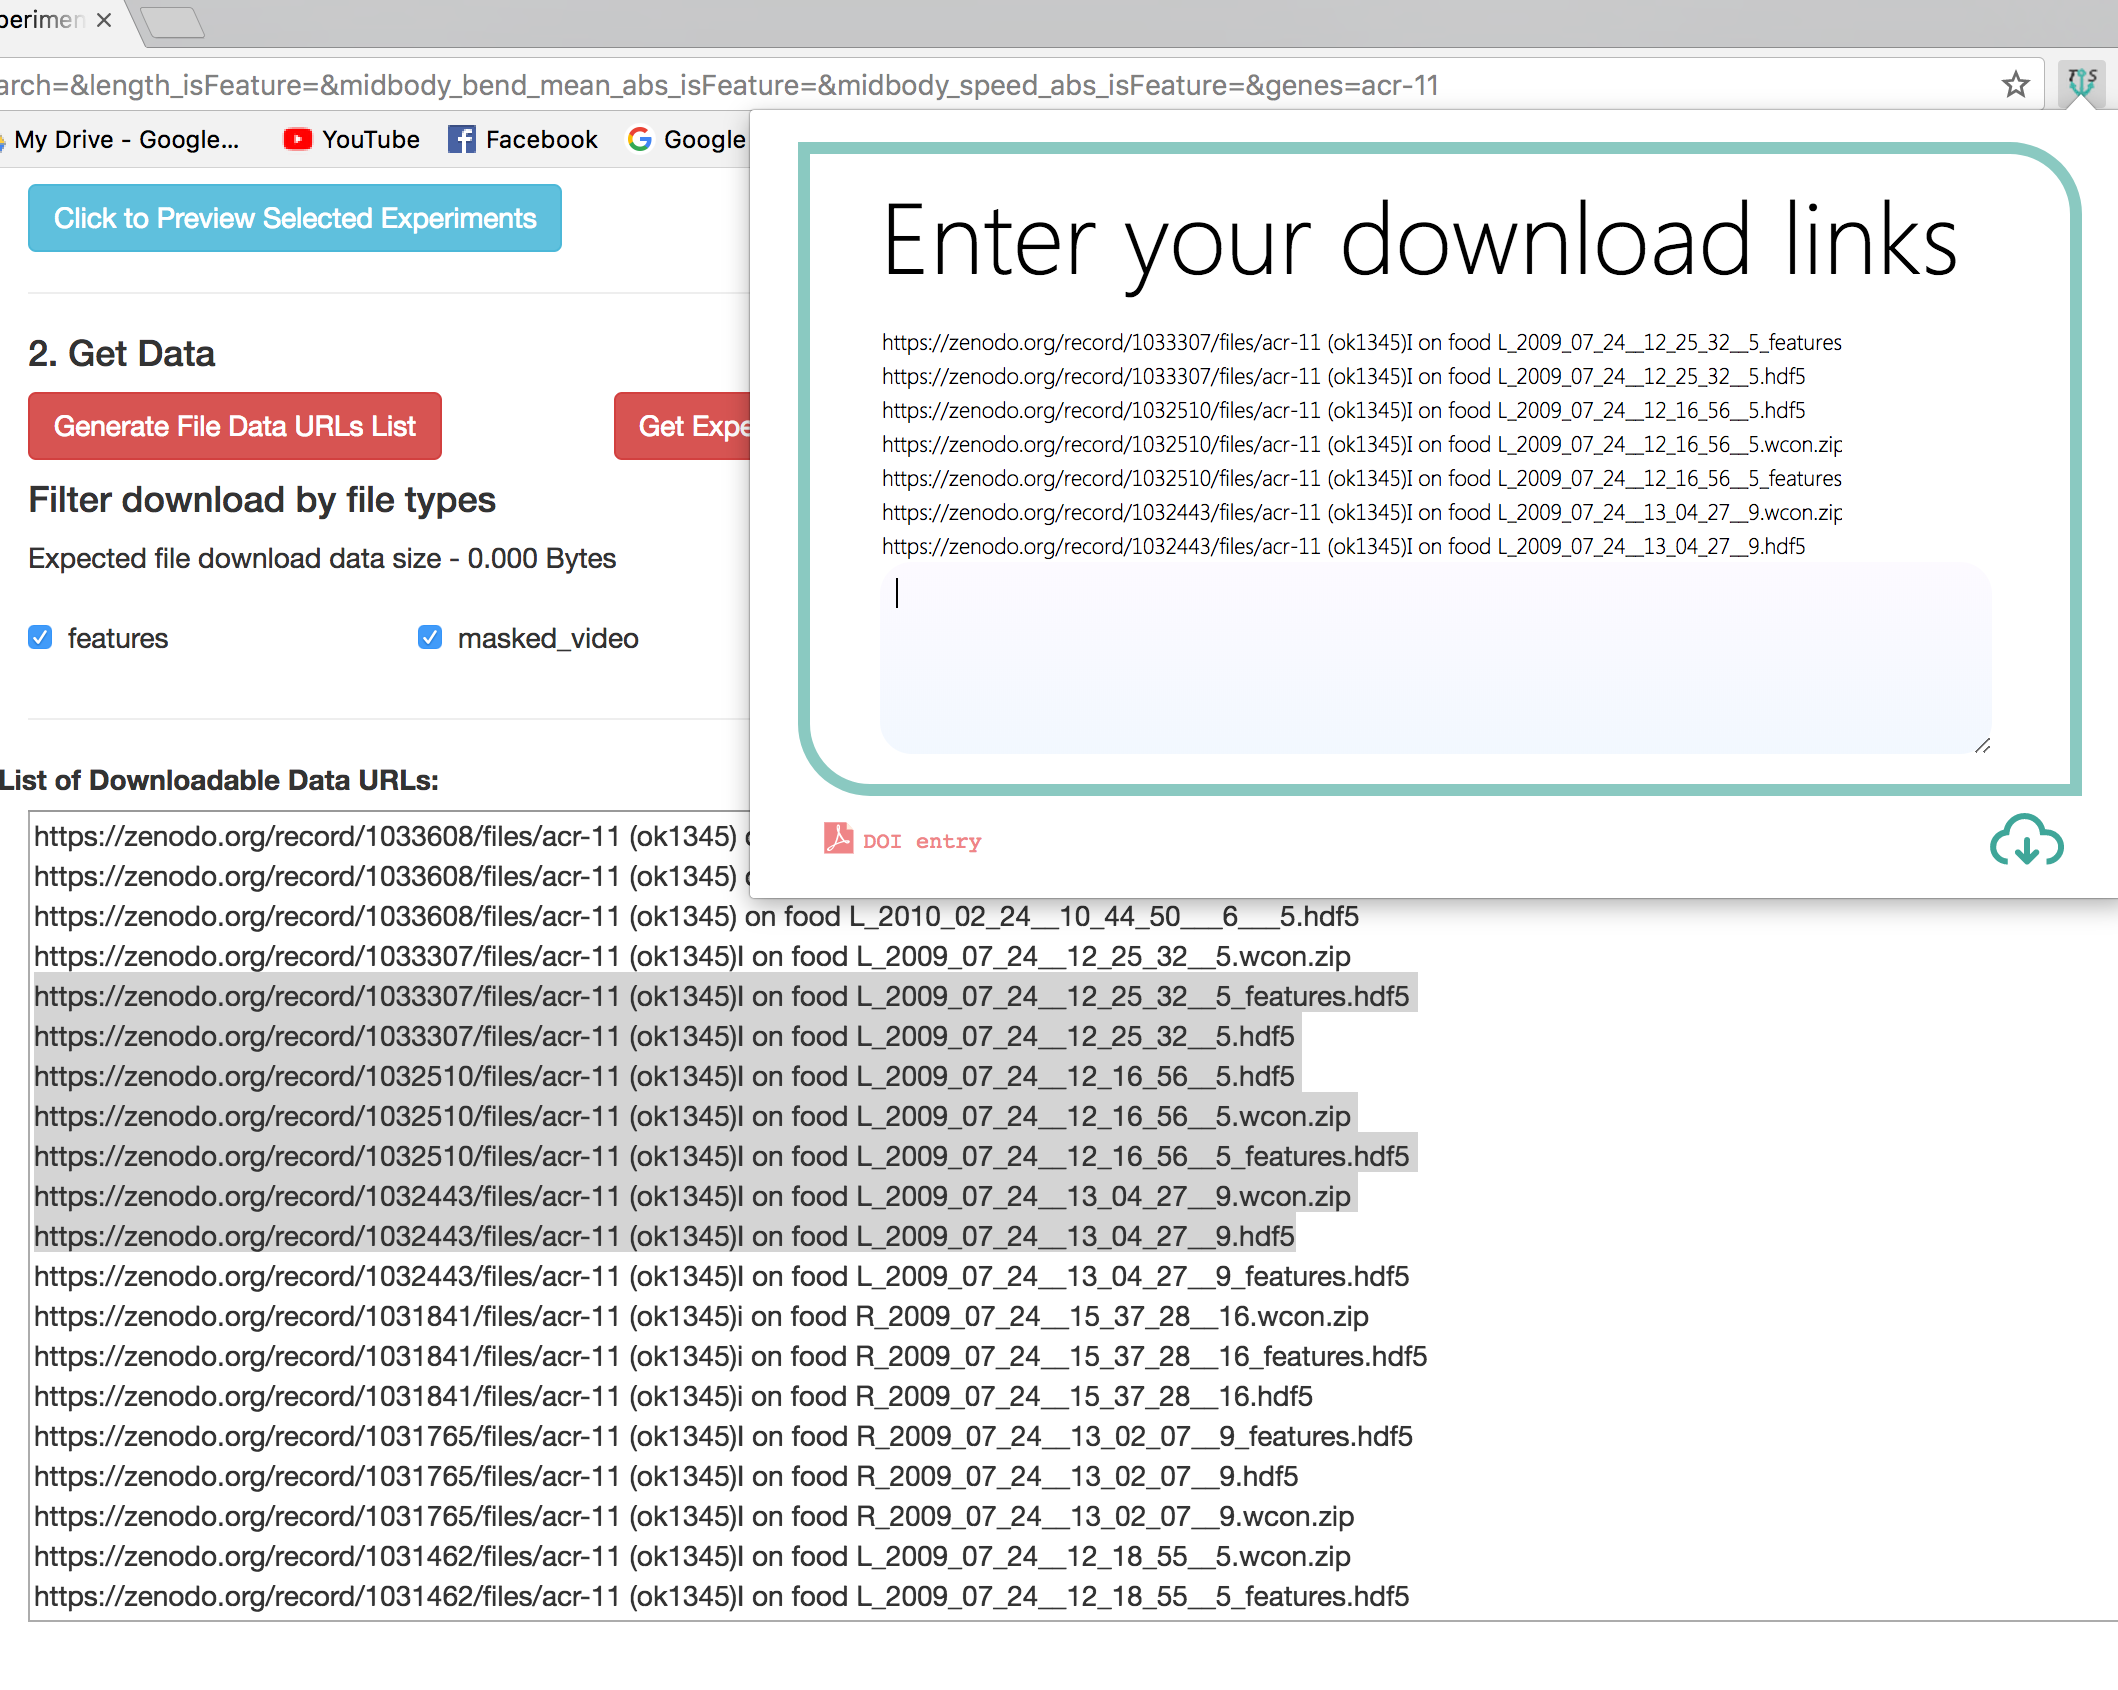 perimen
arch=&length_isFeature=&midbody_bend_mean_abs_isFeature=&midbody_speed_abs_isFeature=&genes=acr-11
TS
My Drive - Google...
YouTube
Facebook
Google
Click to Preview Selected Experiments
2. Get Data
Generate File Data URLs List
Get Expe
Filter download by file types
Expected file download data size - 0.000 Bytes
features
masked_video
Enter your download links
https://zenodo.org/record/1033307/files/acr-11 (ok1345)I on food L_2009_07_24__12_25_32__5_features
https://zenodo.org/record/1033307/files/acr-11 (ok1345)I on food L_2009_07_24__12_25_32__5.hdf5
https://zenodo.org/record/1032510/files/acr-11 (ok1345)I on food L_2009_07_24__12_16_56__5.hdf5
https://zenodo.org/record/1032510/files/acr-11 (ok1345)I on food L_2009_07_24__12_16_56__5.wcon.zip
https://zenodo.org/record/1032510/files/acr-11 (ok1345)I on food L_2009_07_24__12_16_56__5_features
https://zenodo.org/record/1032443/files/acr-11 (ok1345)I on food L_2009_07_24__13_04_27__9.wcon.zip
https://zenodo.org/record/1032443/files/acr-11 (ok1345)I on food L_2009_07_24__13_04_27__9.hdf5
DOI entry
List of Downloadable Data URLs:
https://zenodo.org/record/1033608/files/acr-11 (ok1345)
https://zenodo.org/record/1033608/files/acr-11 (ok1345)
https://zenodo.org/record/1033608/files/acr-11 (ok1345) on food L_2010_02_24__10_44_50___6___5.hdf5
https://zenodo.org/record/1033307/files/acr-11 (ok1345)I on food L_2009_07_24__12_25_32__5.wcon.zip
https://zenodo.org/record/1033307/files/acr-11 (ok1345)I on food L_2009_07_24__12_25_32__5_features.hdf5
https://zenodo.org/record/1033307/files/acr-11 (ok1345)I on food L_2009_07_24__12_25_32__5.hdf5
https://zenodo.org/record/1032510/files/acr-11 (ok1345)I on food L_2009_07_24__12_16_56__5.hdf5
https://zenodo.org/record/1032510/files/acr-11 (ok1345)I on food L_2009_07_24__12_16_56__5.wcon.zip
https://zenodo.org/record/1032510/files/acr-11 (ok1345)I on food L_2009_07_24__12_16_56__5_features.hdf5
https://zenodo.org/record/1032443/files/acr-11 (ok1345)I on food L_2009_07_24__13_04_27__9.wcon.zip
https://zenodo.org/record/1032443/files/acr-11 (ok1345)I on food L_2009_07_24__13_04_27__9.hdf5
https://zenodo.org/record/1032443/files/acr-11 (ok1345)I on food L_2009_07_24__13_04_27__9_features.hdf5
https://zenodo.org/record/1031841/files/acr-11 (ok1345)i on food R_2009_07_24__15_37_28__16.wcon.zip
https://zenodo.org/record/1031841/files/acr-11 (ok1345)i on food R_2009_07_24__15_37_28__16_features.hdf5
https://zenodo.org/record/1031841/files/acr-11 (ok1345)i on food R_2009_07_24__15_37_28__16.hdf5
https://zenodo.org/record/1031765/files/acr-11 (ok1345)I on food R_2009_07_24__13_02_07__9_features.hdf5
https://zenodo.org/record/1031765/files/acr-11 (ok1345)I on food R_2009_07_24__13_02_07__9.hdf5
https://zenodo.org/record/1031765/files/acr-11 (ok1345)I on food R_2009_07_24__13_02_07__9.wcon.zip
https://zenodo.org/record/1031462/files/acr-11 (ok1345)I on food L_2009_07_24__12_18_55__5.wcon.zip
https://zenodo.org/record/1031462/files/acr-11 (ok1345)I on food L_2009_07_24__12_18_55__5_features.hdf5